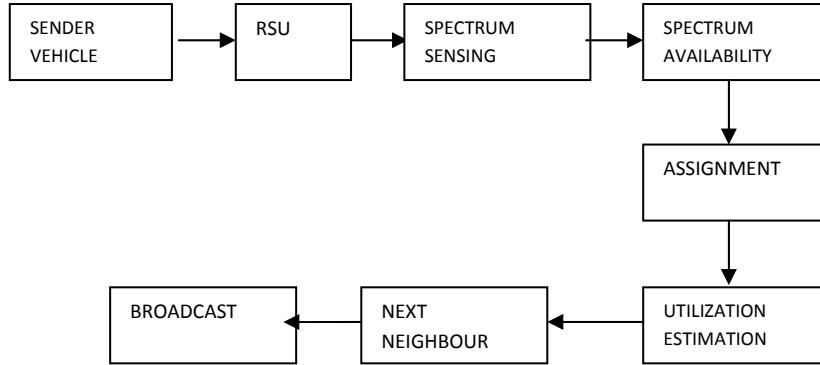 SENDER
VEHICLE
RSU
SPECTRUM
SENSING
SPECTRUM
AVAILABILITY
ASSIGNMENT
UTILIZATION
ESTIMATION
NEXT
NEIGHBOUR
BROADCAST